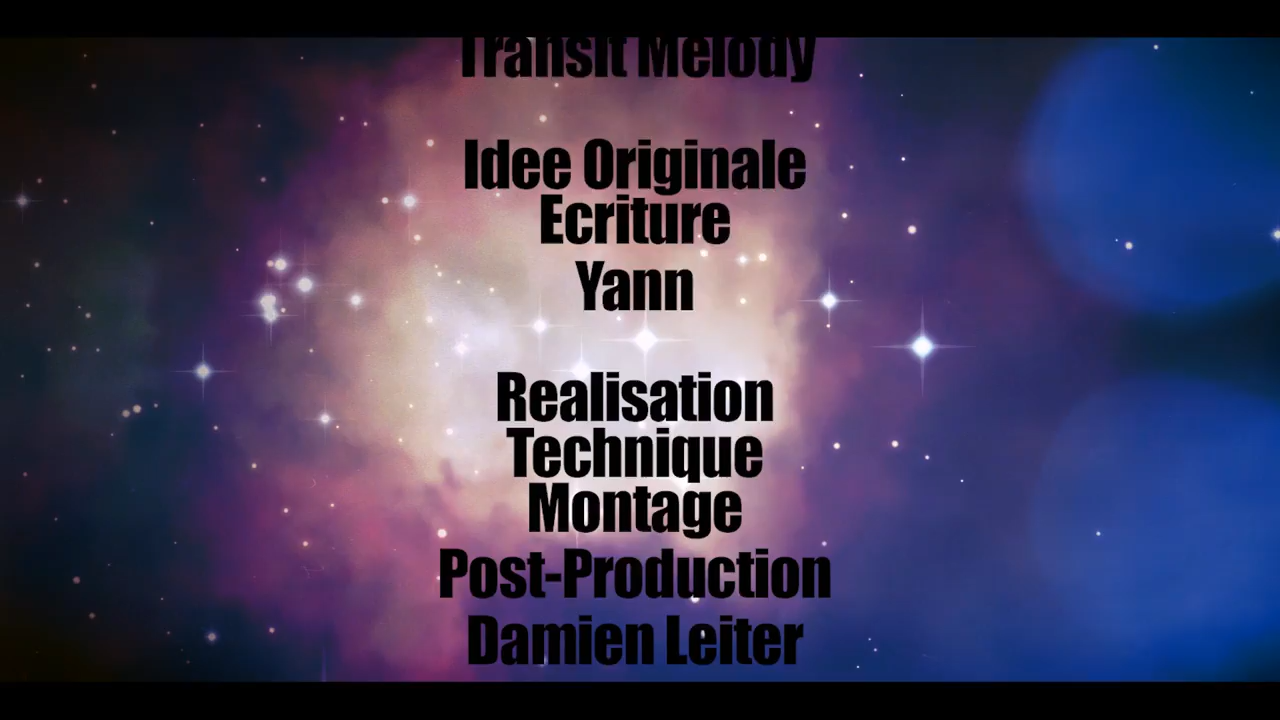 Transit Melody
Idee Originale
Ecriture
Yann
Realisation
Technique
Montage
Post-Production
Damien Leiter